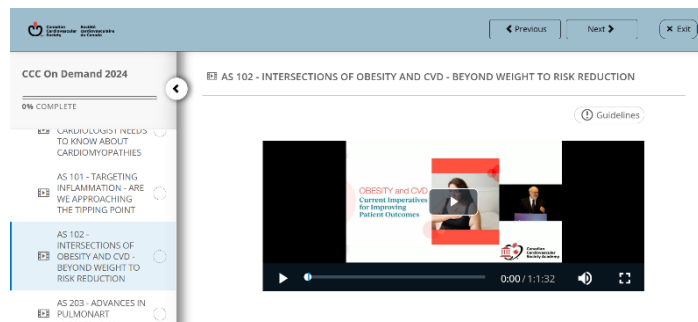 Canadian Cardiovascular Society
Société cardiovasculaire du Canada
Previous
Next
× Exit
CCC On Demand 2024
0% COMPLETE
CARDIOLOGIST NEEDS
TO KNOW ABOUT
CARDIOMYOPATHIES
AS 101 - TARGETING
INFLAMMATION - ARE
WE APPROACHING
THE TIPPING POINT
AS 102 -
INTERSECTIONS OF
OBESITY AND CVD -
BEYOND WEIGHT TO
RISK REDUCTION
AS 203 - ADVANCES IN
PULMONART
AS 102 - INTERSECTIONS OF OBESITY AND CVD - BEYOND WEIGHT TO RISK REDUCTION
Guidelines
OBESITY and CVD
Current Imperatives
for Improving
Patient Outcomes
Canadian
Cardiovascular
Society Academy
0:00 / 1:1:32